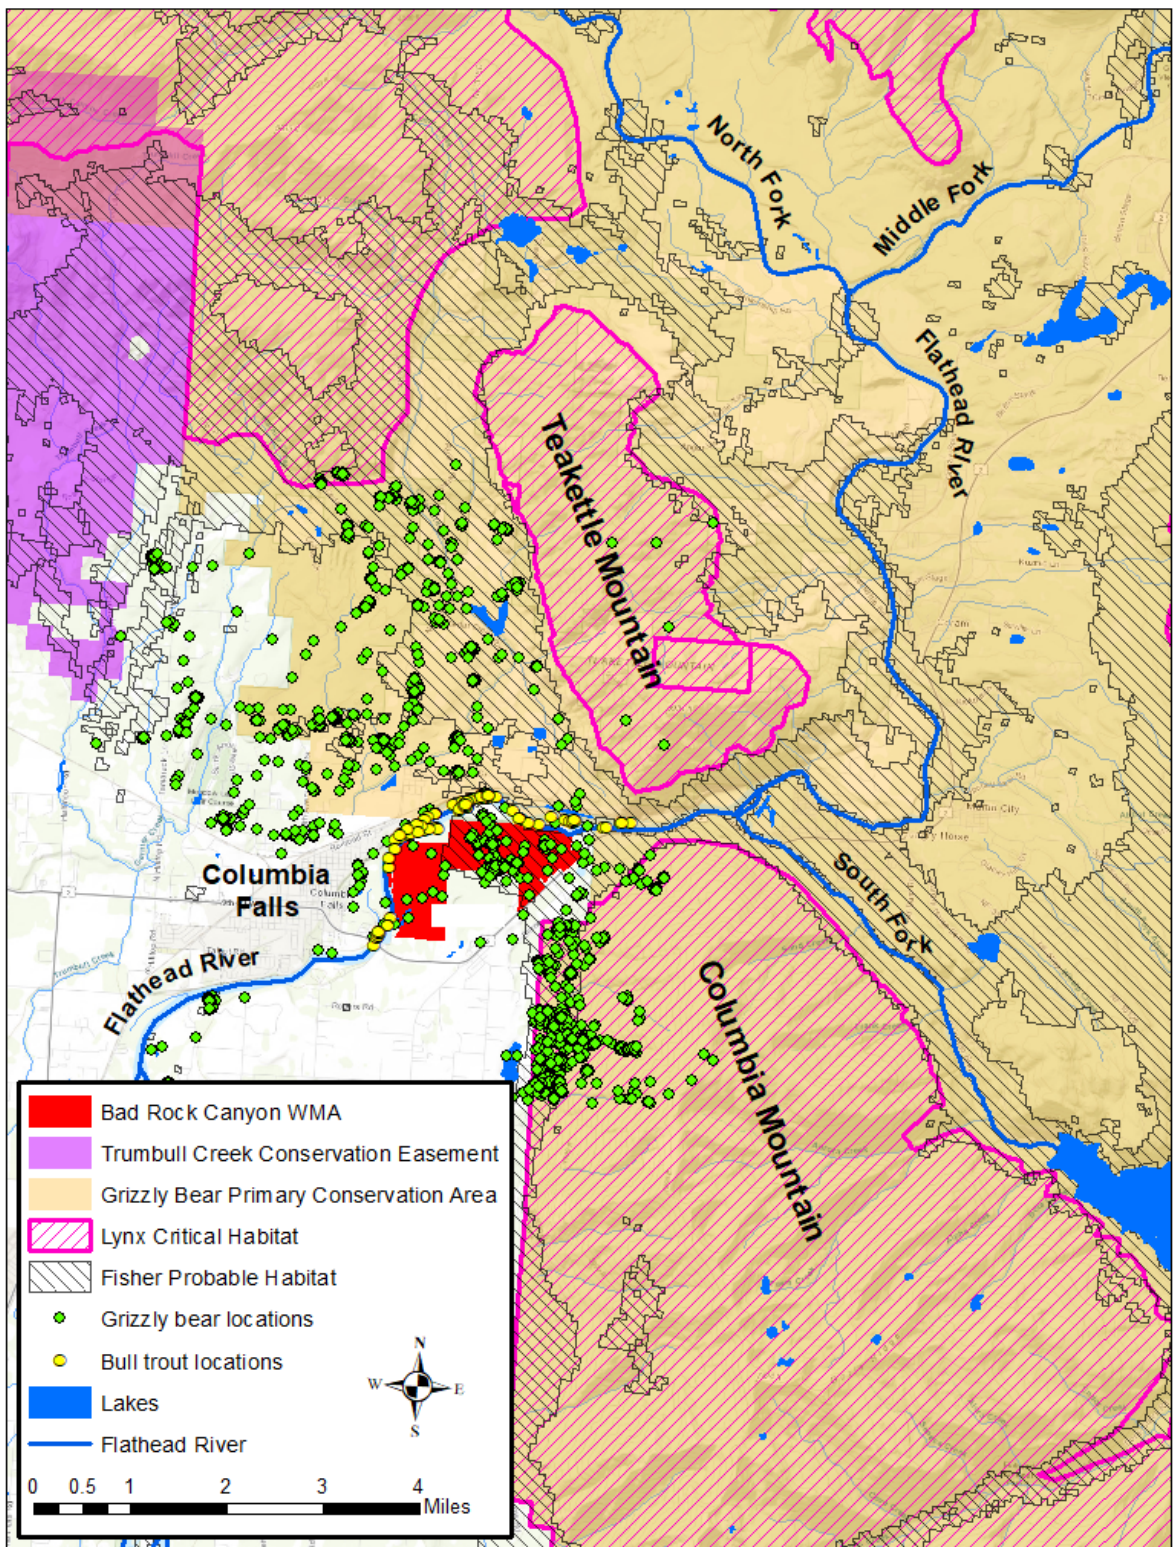 North Fork
Middle Fork
Flathead River
Teakettle Mountain
Columbia
Falls
Flathead River
South Fork
Columbia Mountain
Bad Rock Canyon WMA
Trumbull Creek Conservation Easement
Grizzly Bear Primary Conservation Area
Lynx Critical Habitat
Fisher Probable Habitat
Grizzly bear locations
Bull trout locations
Lakes
Flathead River
N
W E
S
0 0.5 1 2 3 4
Miles